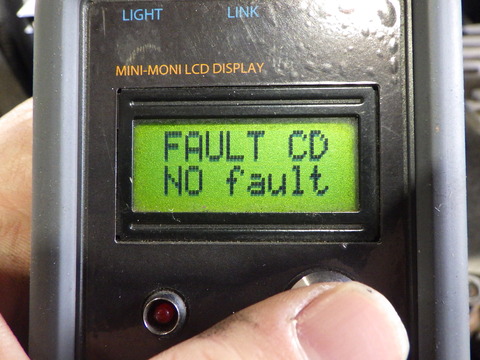 LIGHT LINK
MINI-MONI LCD DISPLAY
FAULT CD
NO fault